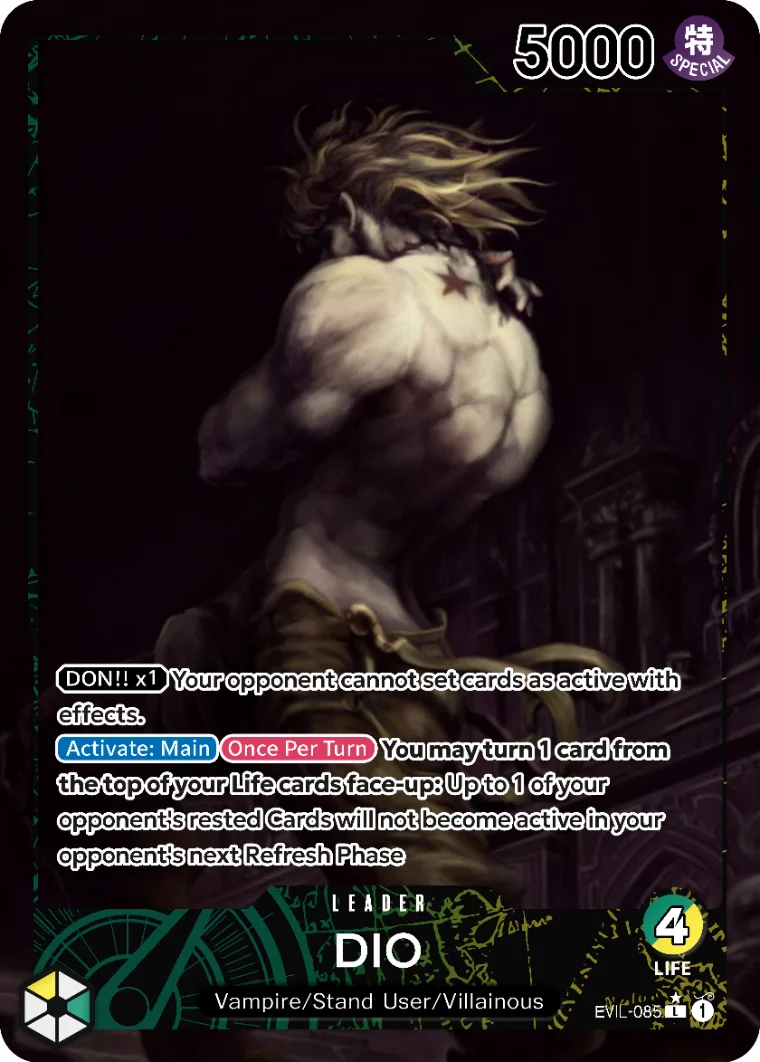 5000 特
SPECIAL
DON!! x1 Your opponent cannot set cards as active with
effects.
Activate: Main Once Per Turn You may turn 1 card from
the top of your Life cards face-up: Up to 1 of your
opponent's rested Cards will not become active in your
opponent's next Refresh Phase
LEADER
DIO
4
LIFE
Vampire/Stand User/Villainous
EVIL-085 L 1